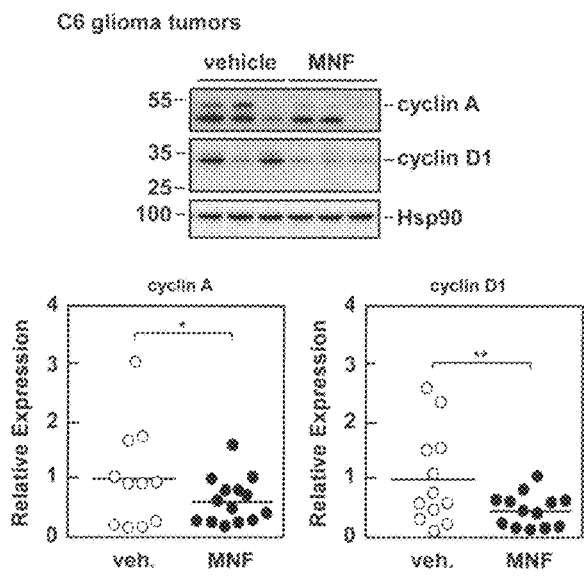 C6 glioma tumors
vehicle MNF
55 cyclin A
35 cyclin D1
25
100 Hsp90
cyclin A cyclin D1
Relative Expression
4
3
2
1
0
*
veh. MNF
Relative Expression
4
3
2
1
0
**
veh. MNF